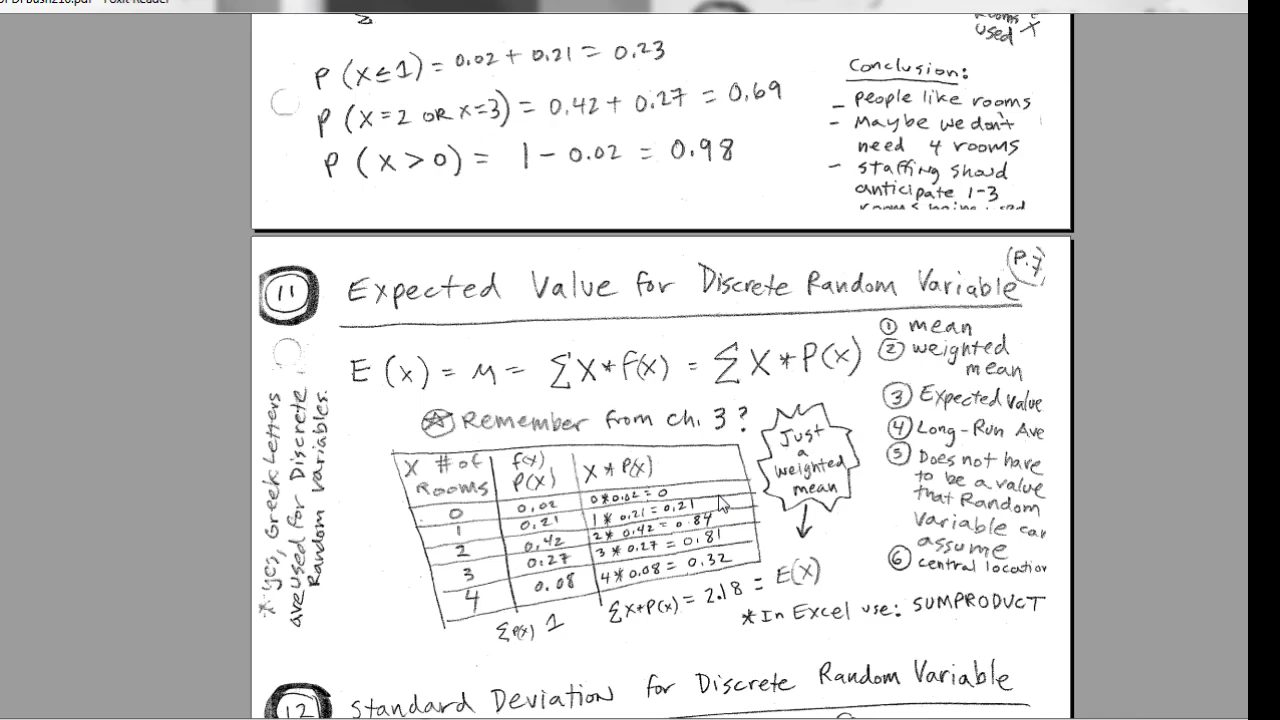 P (X≤1) = 0.02 + 0.21 = 0.23
P (X=2 OR X=3) = 0.42 + 0.27 = 0.69
P (X > 0) = 1 - 0.02 = 0.98
used X
Conclusion:
- People like rooms
- Maybe we don't
need 4 rooms
- staffing should
anticipate 1-3
11
Expected Value for Discrete Random Variable
(P.7)
E (x) = M = ΣX*f(x) = ΣX*P(x)
① mean
② weighted
mean
③ Expected Value
④ Long-Run Ave
⑤ Does not have
to be a value
that Random
Variable can
assume
⑥ central location
* Yes, Greek Letters
are used for Discrete
Random Variables.
Remember from ch. 3?
Just
a
weighted
mean
X # of Rooms f(x) P(X) X * P(X)
0 0.02 0*0.02 = 0
1 0.21 1 * 0.21 = 0.21
2 0.42 2 * 0.42 = 0.84
3 0.27 3 * 0.27 = 0.81
4 0.08 4 * 0.08 = 0.32
ΣP(X) 1
ΣX*P(x) = 2.18 = E(X)
*In Excel use: SUMPRODUCT
12
Standard Deviation for Discrete Random Variable